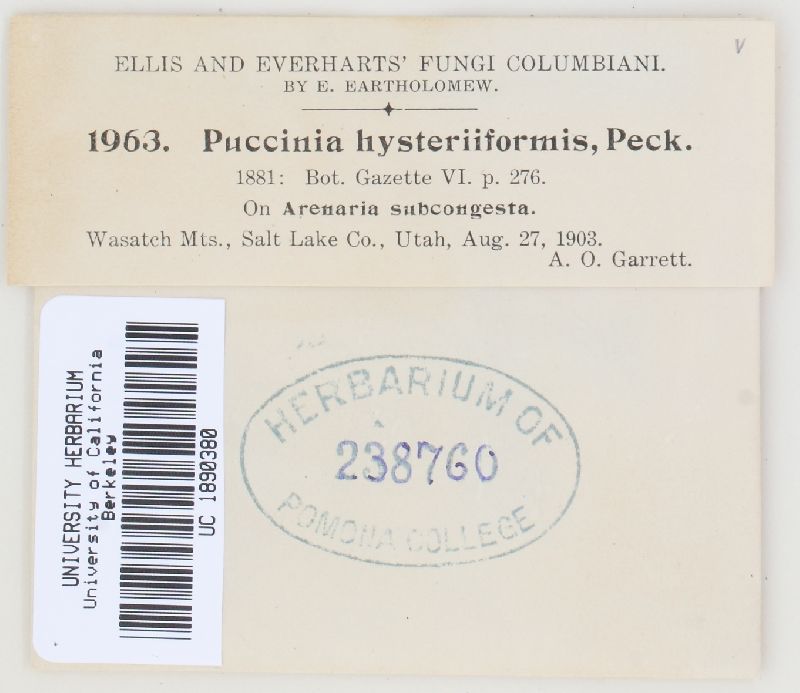 V
ELLIS AND EVERHARTS' FUNGI COLUMBIANI.
BY E. EARTHOLOMEW.
1963. Puccinia hysteriiformis, Peck.
1881: Bot. Gazette VI. p. 276.
On Arenaria subcongesta.
Wasatch Mts., Salt Lake Co., Utah, Aug. 27, 1903.
A. O. Garrett.
UNIVERSITY HERBARIUM
University of California
Berkeley
UC 1890380
HERBARIUM OF
238760
POMONA COLLEGE